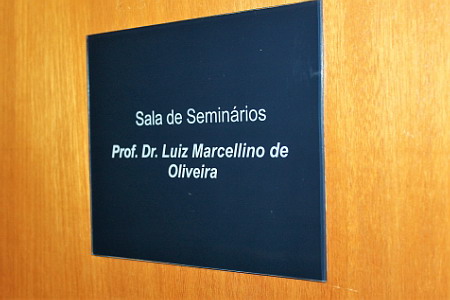 Sala de Seminários
Prof. Dr. Luiz Marcellino de
Oliveira